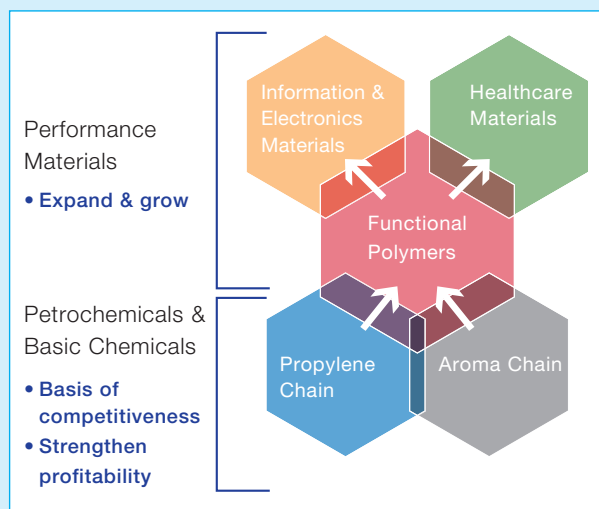 Performance
Materials
• Expand & grow
Petrochemicals &
Basic Chemicals
• Basis of
competitiveness
• Strengthen
profitability
Information &
Electronics
Materials
Healthcare
Materials
Functional
Polymers
Propylene
Chain
Aroma Chain